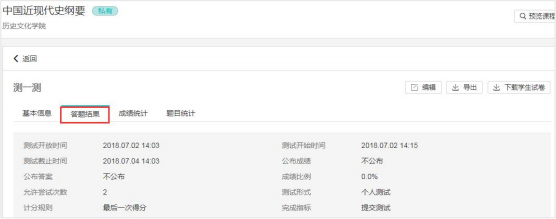 中国近现代史纲要 私有
历史文化学院
预览课程
返回
测一测
编辑 导出 下载学生试卷
基本信息 答题结果 成绩统计 题目统计
测试开放时间 2018.07.02 14:03 测试开始时间 2018.07.02 14:15
测试截止时间 2018.07.04 14:03 公布成绩 不公布
公布答案 不公布 成绩比例 0.0%
允许尝试次数 2 测试形式 个人测试
计分规则 最后一次得分 完成指标 提交测试